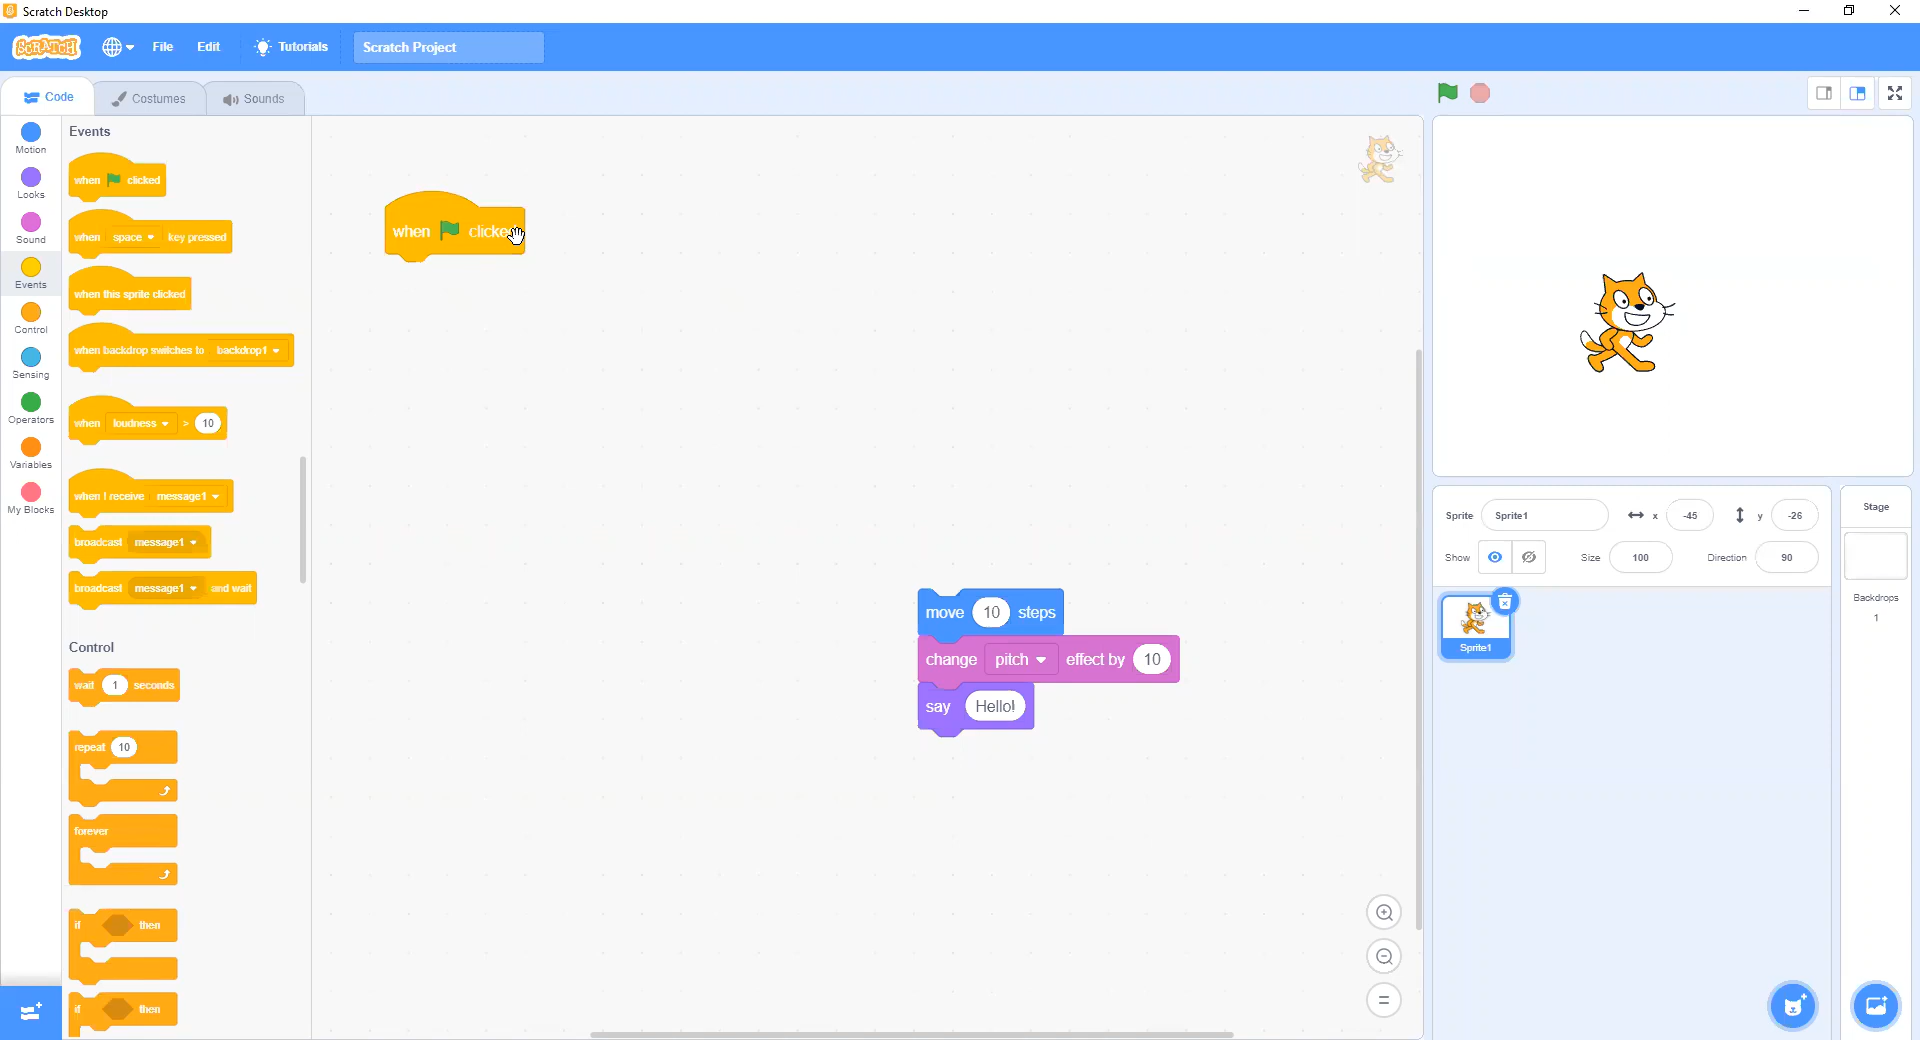 Scratch Desktop
SCRATCH File Edit Tutorials Scratch Project
Code Costumes Sounds
Motion
Looks
Sound
Events
Control
Sensing
Operators
Variables
My Blocks
Events
when clicked
when space key pressed
when this sprite clicked
when backdrop switches to backdrop1
when loudness > 10
when I receive message1
broadcast message1
broadcast message1 and wait
Control
wait 1 seconds
repeat 10
forever
if then
if then
when clicked
move 10 steps
change pitch effect by 10
say Hello!
Sprite Sprite1 x -45 y -26
Show Size 100 Direction 90
Sprite1
Stage
Backdrops
1